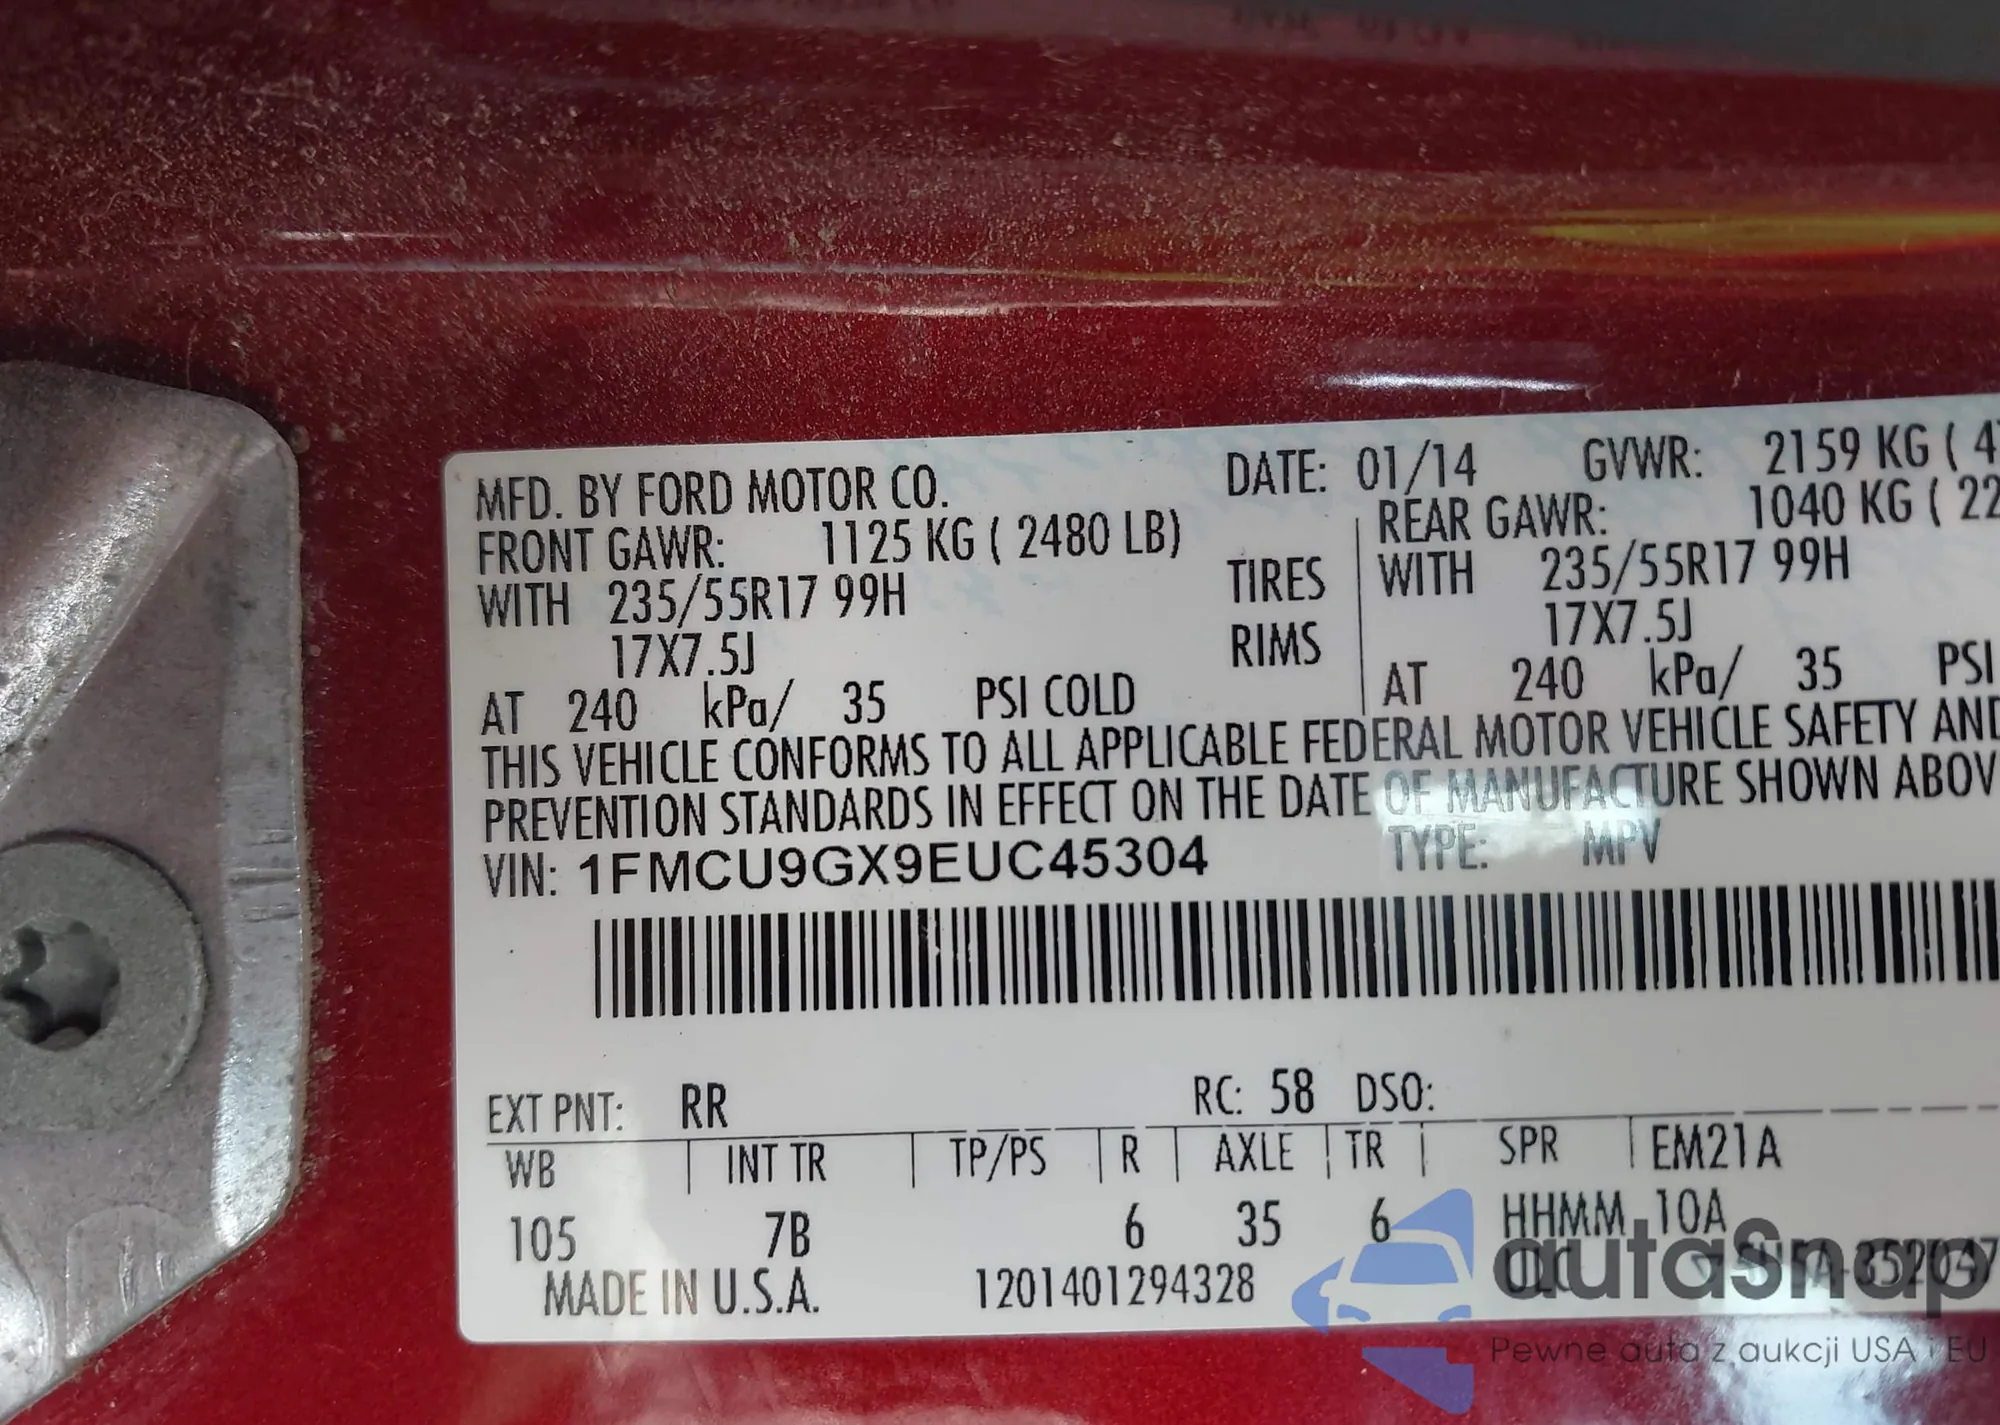 MFD. BY FORD MOTOR CO. DATE: 01/14 GVWR: 2159 KG ( 4
FRONT GAWR: 1125 KG ( 2480 LB) REAR GAWR: 1040 KG ( 22
WITH 235/55R17 99H TIRES WITH 235/55R17 99H
17X7.5J RIMS 17X7.5J
AT 240 kPa/ 35 PSI COLD AT 240 kPa/ 35 PSI
THIS VEHICLE CONFORMS TO ALL APPLICABLE FEDERAL MOTOR VEHICLE SAFETY AND
PREVENTION STANDARDS IN EFFECT ON THE DATE OF MANUFACTURE SHOWN ABOV
VIN: 1FMCU9GX9EUC45304 TYPE: MPV
EXT PNT: RR RC: 58 DSO:
WB INT TR TP/PS R AXLE TR SPR EM21A
105 7B 6 35 6 HHMM 10A
MADE IN U.S.A. 1201401294328
autaSnap
Pewne auta z aukcji USA i EU